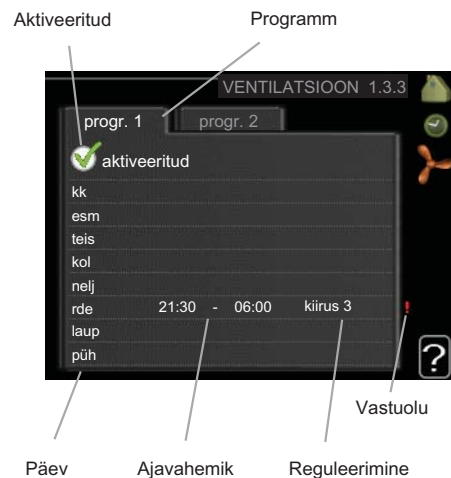 Aktiveeritud Programm
VENTILATSIOON 1.3.3
progr. 1 progr. 2
aktiveeritud
kk
esm
teis
kol
nelj
rde 21:30 - 06:00 kiirus 3 !
laup
püh
?
Vastuolu
Päev Ajavahemik Reguleerimine